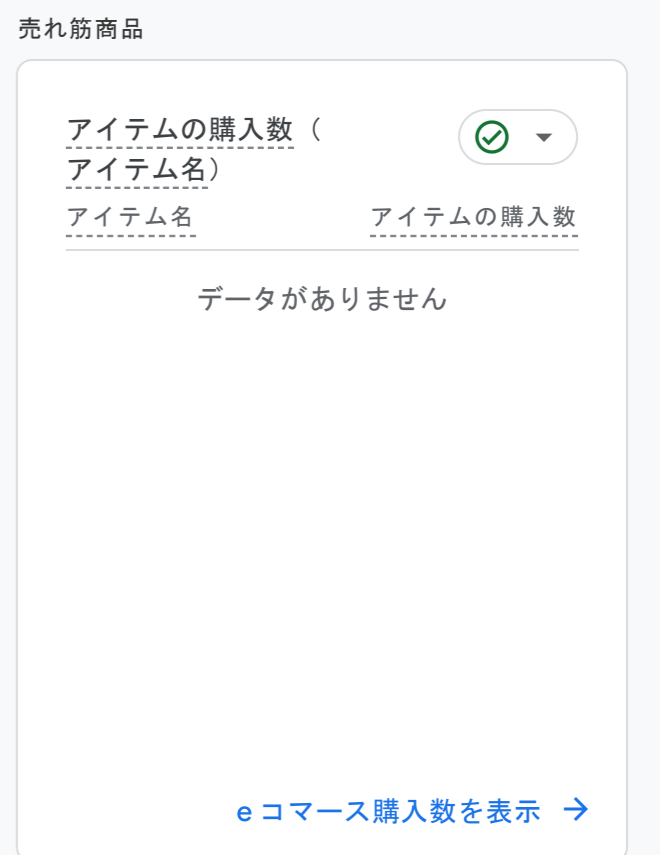 売れ筋商品
アイテムの購入数（
アイテム名）
アイテム名 アイテムの購入数
データがありません
e コマース購入数を表示